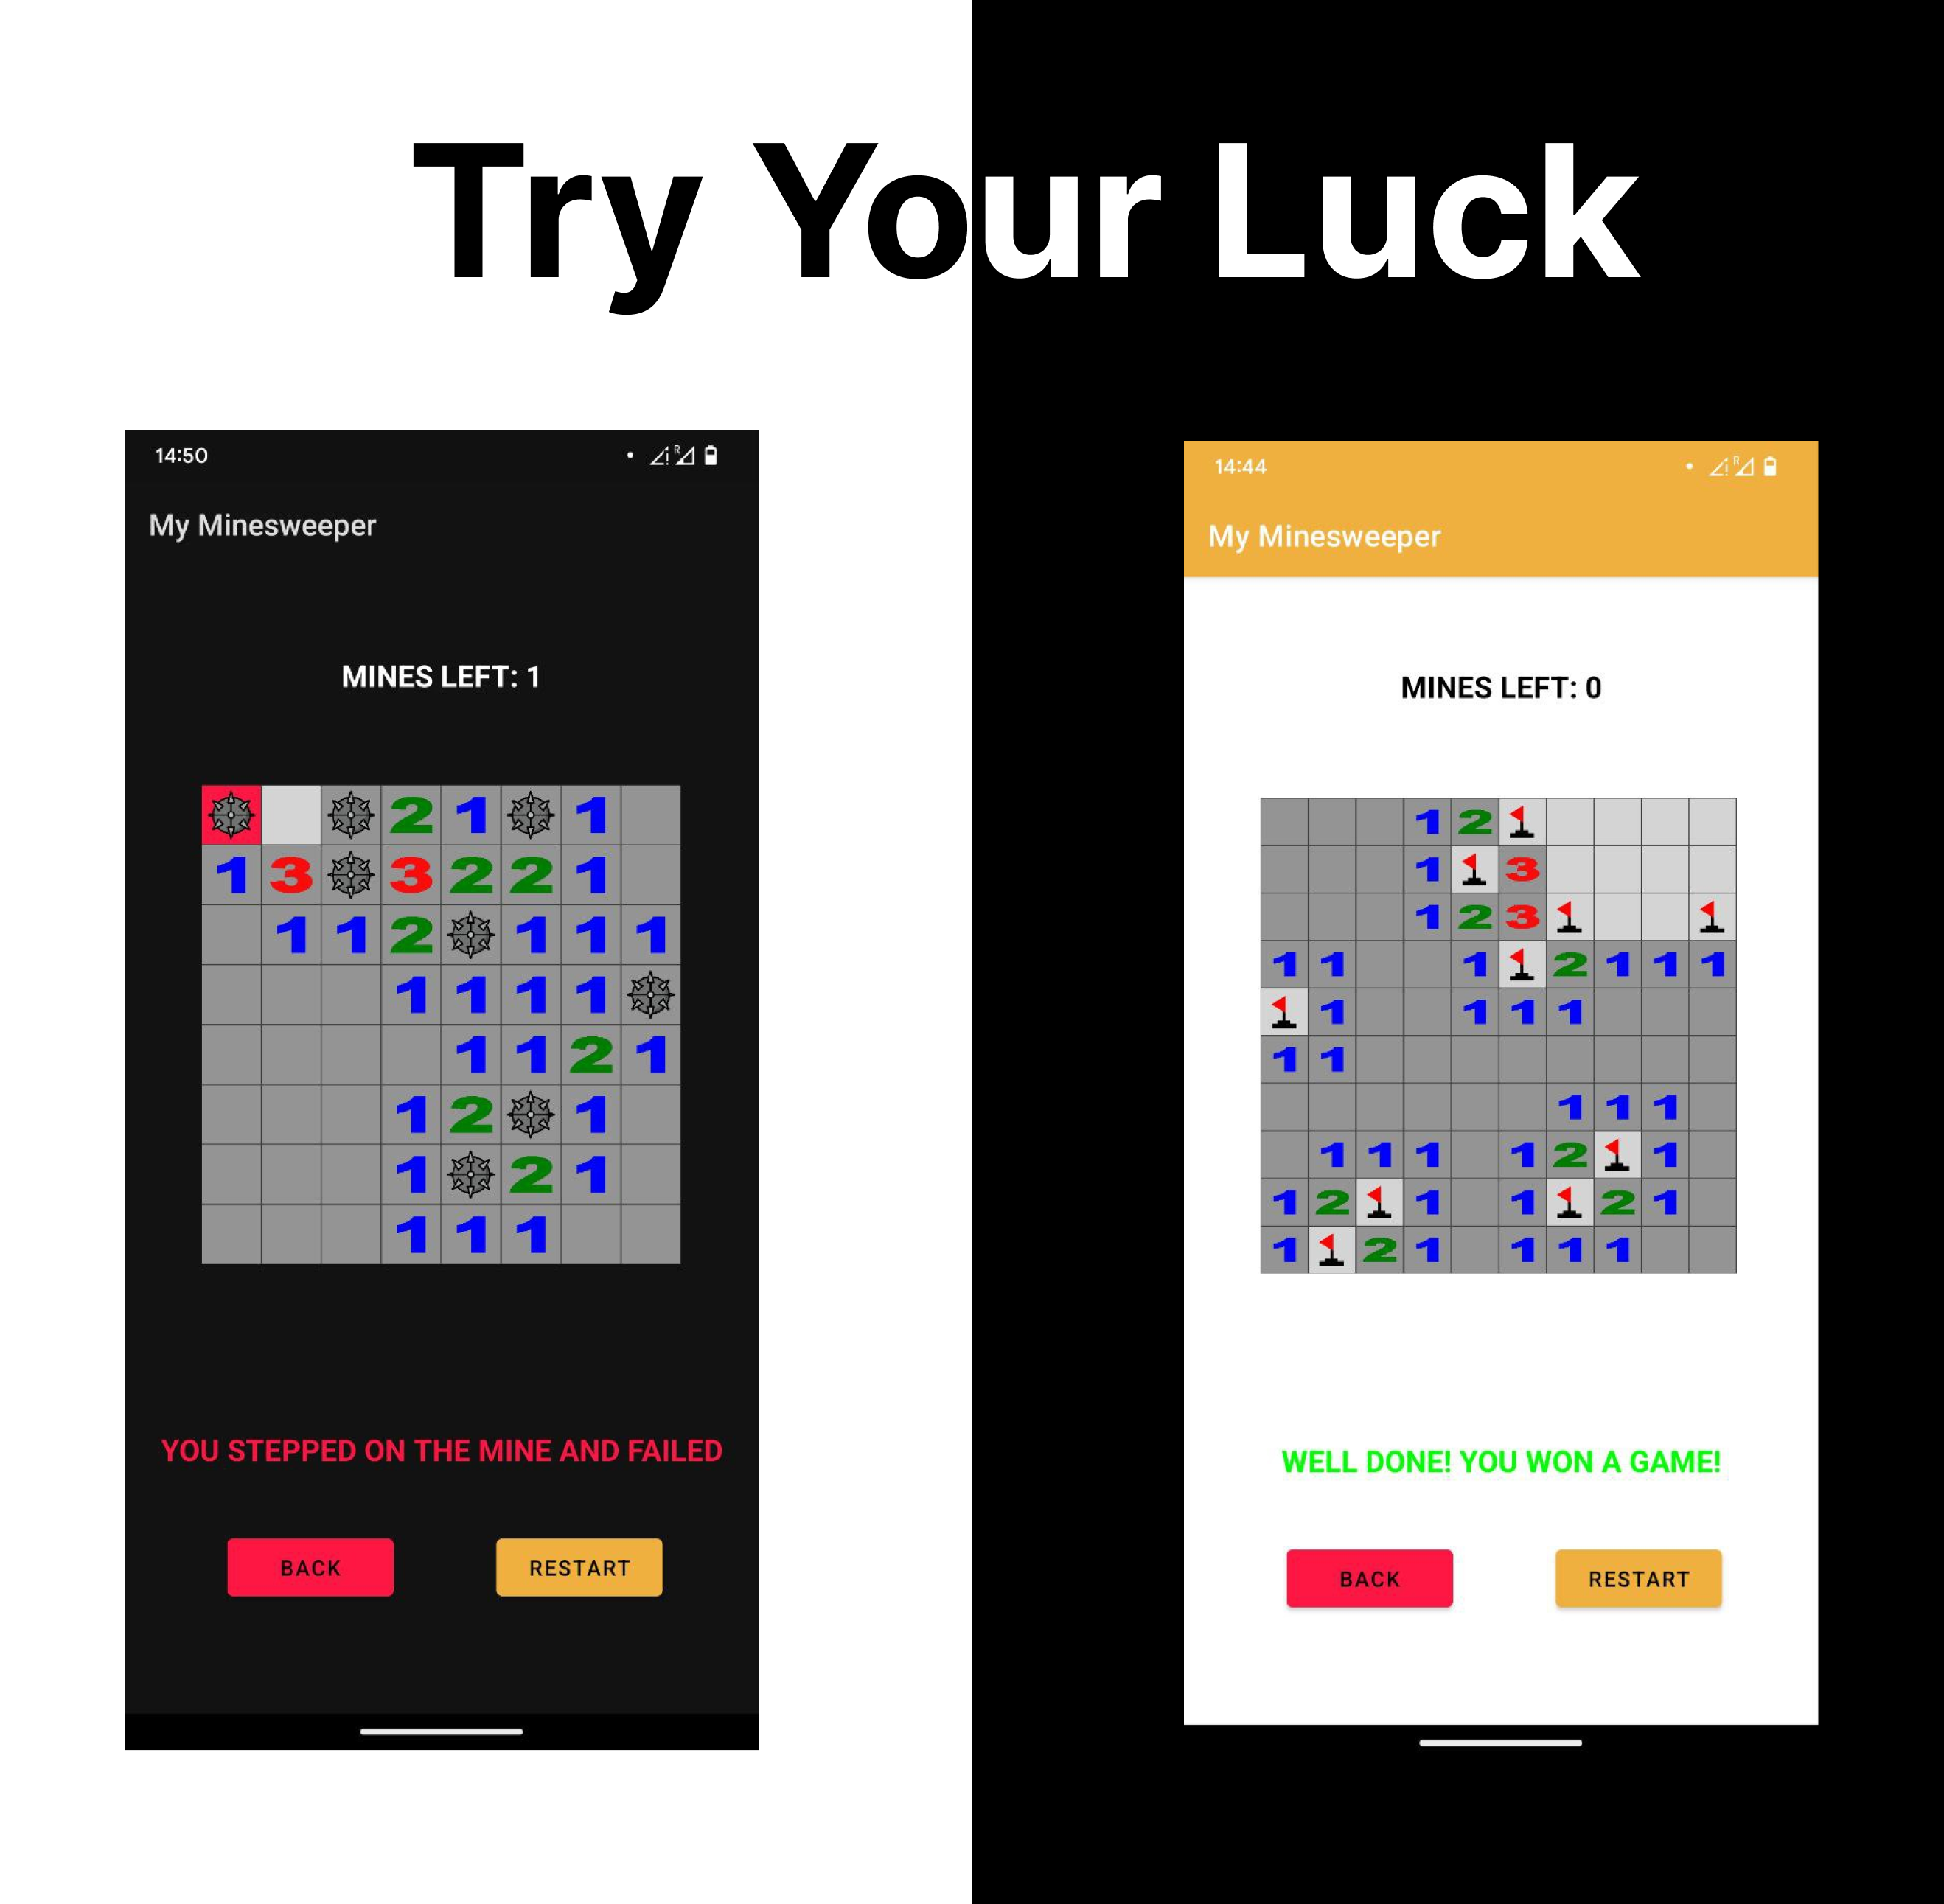 Try Your Luck
14:50
R
My Minesweeper
MINES LEFT: 1
2 1 1
1 3 3 2 2 1
1 1 2 1 1 1
1 1 1 1
1 1 2 1
1 2 1
1 2 1
1 1 1
YOU STEPPED ON THE MINE AND FAILED
BACK RESTART
14:44
R
My Minesweeper
MINES LEFT: 0
1 2
1 3
1 2 3
1 1 1 2 1 1 1
1 1 1 1
1 1
1 1 1
1 1 1 1 2 1
1 2 1 1 2 1
1 2 1 1 1 1
WELL DONE! YOU WON A GAME!
BACK RESTART